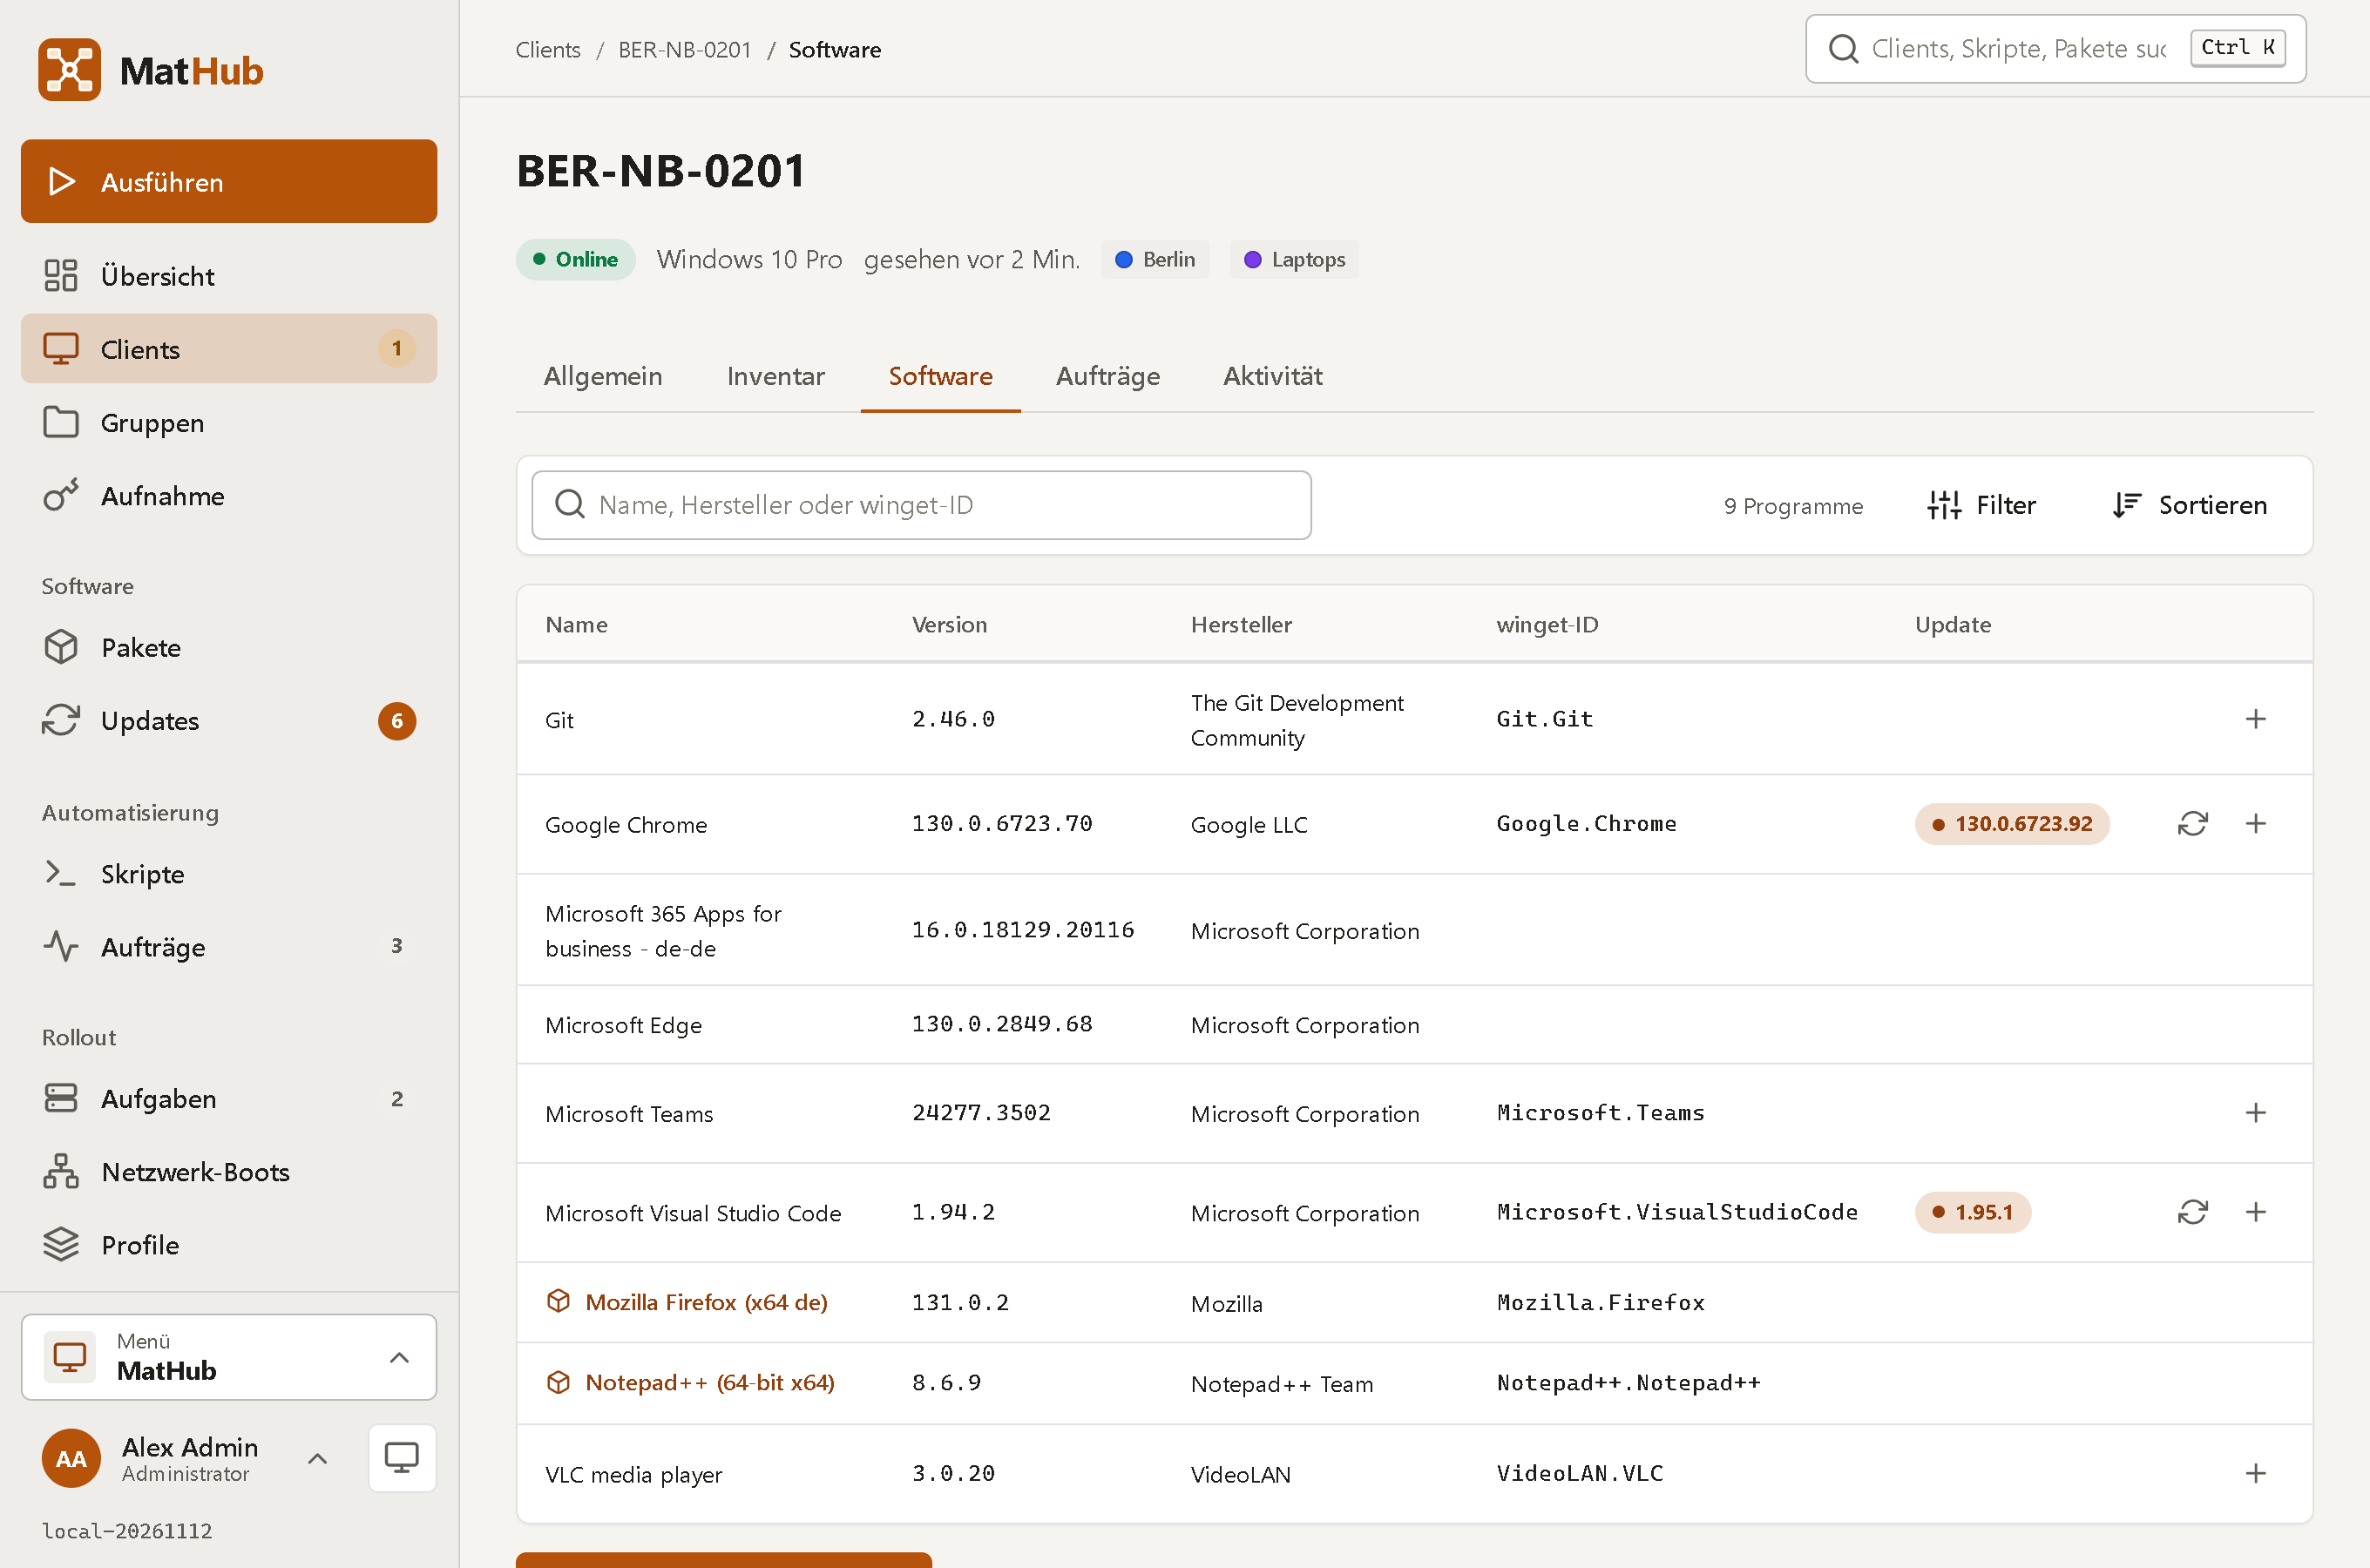 MatHub
Clients / BER-NB-0201 / Software
Clients, Skripte, Pakete suc
Ctrl K
Ausführen
Übersicht
Clients 1
Gruppen
Aufnahme
Software
Pakete
Updates 6
Automatisierung
Skripte
Aufträge 3
Rollout
Aufgaben 2
Netzwerk-Boots
Profile
Menü
MatHub
AA
Alex Admin
Administrator
local-20261112
BER-NB-0201
Online Windows 10 Pro gesehen vor 2 Min. Berlin Laptops
Allgemein Inventar Software Aufträge Aktivität
Name, Hersteller oder winget-ID
9 Programme Filter Sortieren
Name Version Hersteller winget-ID Update
Git 2.46.0 The Git Development Community Git.Git
Google Chrome 130.0.6723.70 Google LLC Google.Chrome 130.0.6723.92
Microsoft 365 Apps for business - de-de 16.0.18129.20116 Microsoft Corporation
Microsoft Edge 130.0.2849.68 Microsoft Corporation
Microsoft Teams 24277.3502 Microsoft Corporation Microsoft.Teams
Microsoft Visual Studio Code 1.94.2 Microsoft Corporation Microsoft.VisualStudioCode 1.95.1
Mozilla Firefox (x64 de) 131.0.2 Mozilla Mozilla.Firefox
Notepad++ (64-bit x64) 8.6.9 Notepad++ Team Notepad++.Notepad++
VLC media player 3.0.20 VideoLAN VideoLAN.VLC